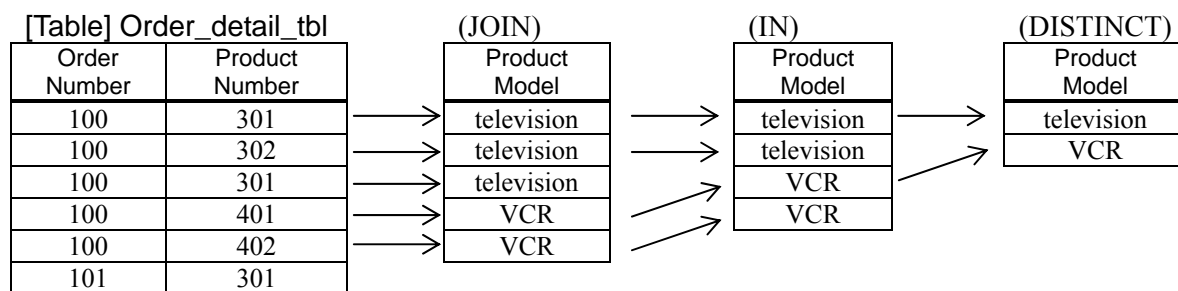 [Table] Order_detail_tbl (JOIN) (IN) (DISTINCT)
Order Product Product Product Product
Number Number Model Model Model
100 301 television television television
100 302 television television VCR
100 301 television VCR
100 401 VCR VCR
100 402 VCR
101 301